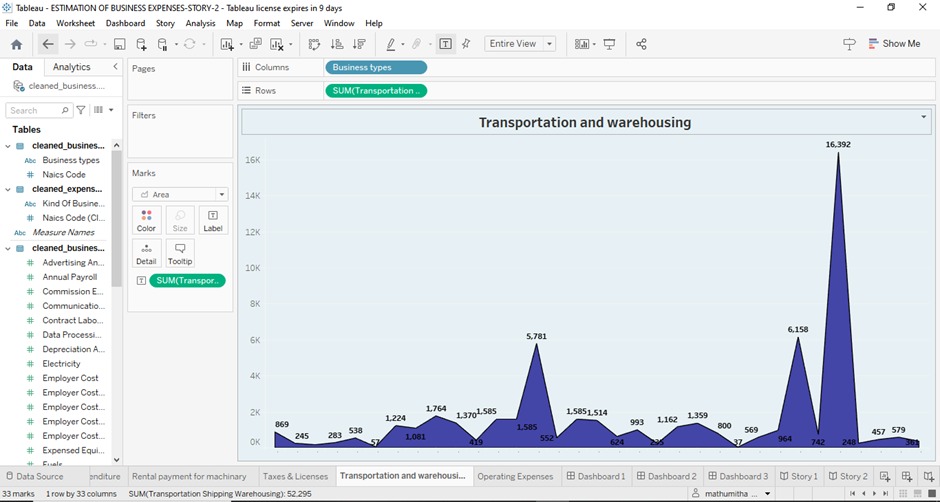 Tableau - ESTIMATION OF BUSINESS EXPENSES-STORY-2 - Tableau license expires in 9 days
File Data Worksheet Dashboard Story Analysis Map Format Server Window Help
Entire View
Show Me
Data Analytics
cleaned_business....
Search
Tables
cleaned_busines...
Abc Business types
# Naics Code
cleaned_expens...
Abc Kind Of Busine...
# Naics Code (Cl...
Abc Measure Names
cleaned_busines...
# Advertising An...
# Annual Payroll
# Commission E...
# Communicatio...
# Contract Labo...
# Data Processi...
# Depreciation A...
# Electricity
# Employer Cost
# Employer Cost...
# Employer Cost...
# Employer Cost...
# Employer Cost...
# Expensed Equi...
# Fuels
Pages
Filters
Marks
Area
Color Size Label
Detail Tooltip
SUM(Transpor..
Columns Business types
Rows SUM(Transportation ..
Transportation and warehousing
16K
14K
12K
10K
8K
6K
4K
2K
0K
869
245
283
538
57
1,224
1,081
1,764
1,370
419
1,585
1,585
5,781
552
1,585
1,514
624
993
235
1,162
1,359
800
37
569
964
6,158
742
16,392
248
457
579
361
Data Source
enditure
Rental payment for machinery
Taxes & Licenses
Transportation and warehousi...
Operating Expenses
Dashboard 1
Dashboard 2
Dashboard 3
Story 1
Story 2
33 marks 1 row by 33 columns SUM(Transportation Shipping Warehousing): 52,295
mathumitha ...